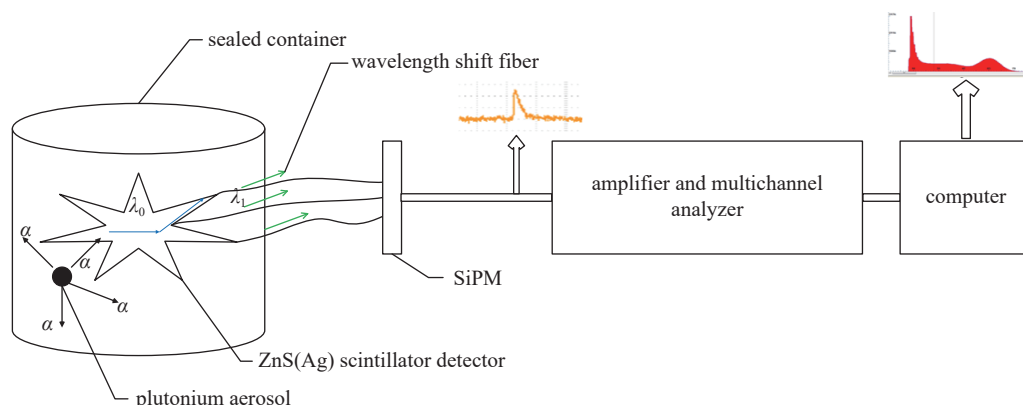 sealed container
wavelength shift fiber
λ0
λ1
α
α
α
α
amplifier and multichannel
analyzer
computer
SiPM
ZnS(Ag) scintillator detector
plutonium aerosol